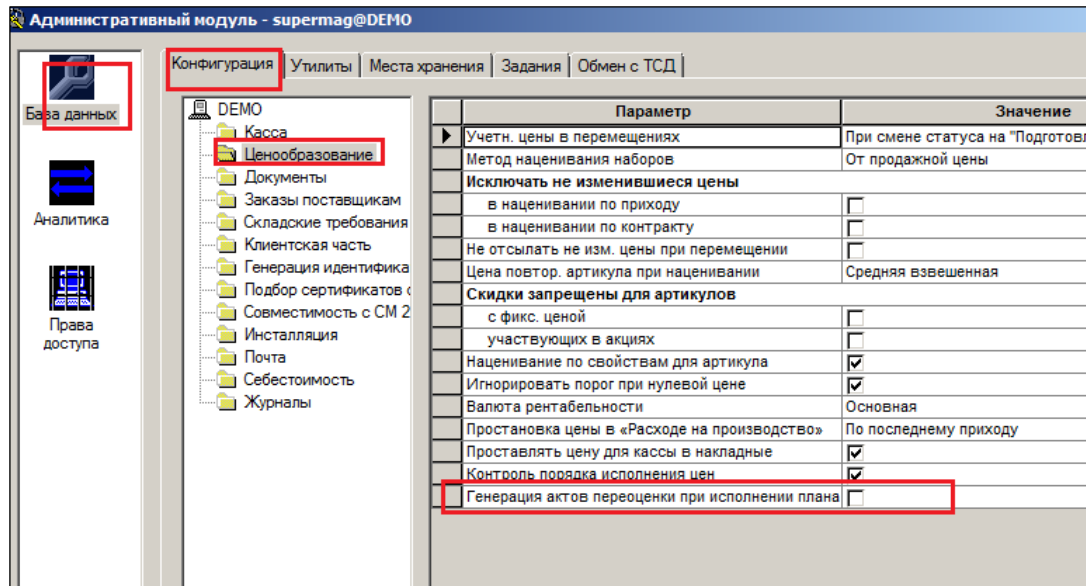 Административный модуль - supermag@DEMO
База данных
Аналитика
Права
доступа
Конфигурация Утилиты Места хранения Задания Обмен с ТСД
DEMO
Касса
Ценообразование
Документы
Заказы поставщикам
Складские требования
Клиентская часть
Генерация идентифика
Подбор сертификатов
Совместимость с СМ 2
Инсталляция
Почта
Себестоимость
Журналы
Параметр Значение
Учетн. цены в перемещениях При смене статуса на "Подготовл
Метод наценивания наборов От продажной цены
Исключать не изменившиеся цены
в наценивании по приходу
в наценивании по контракту
Не отсылать не изм. цены при перемещении
Цена повтор. артикула при наценивании Средняя взвешенная
Скидки запрещены для артикулов
с фикс. ценой
участвующих в акциях
Наценивание по свойствам для артикула
Игнорировать порог при нулевой цене
Валюта рентабельности Основная
Простановка цены в «Расходе на производство» По последнему приходу
Проставлять цену для кассы в накладные
Контроль порядка исполнения цен
Генерация актов переоценки при исполнении плана